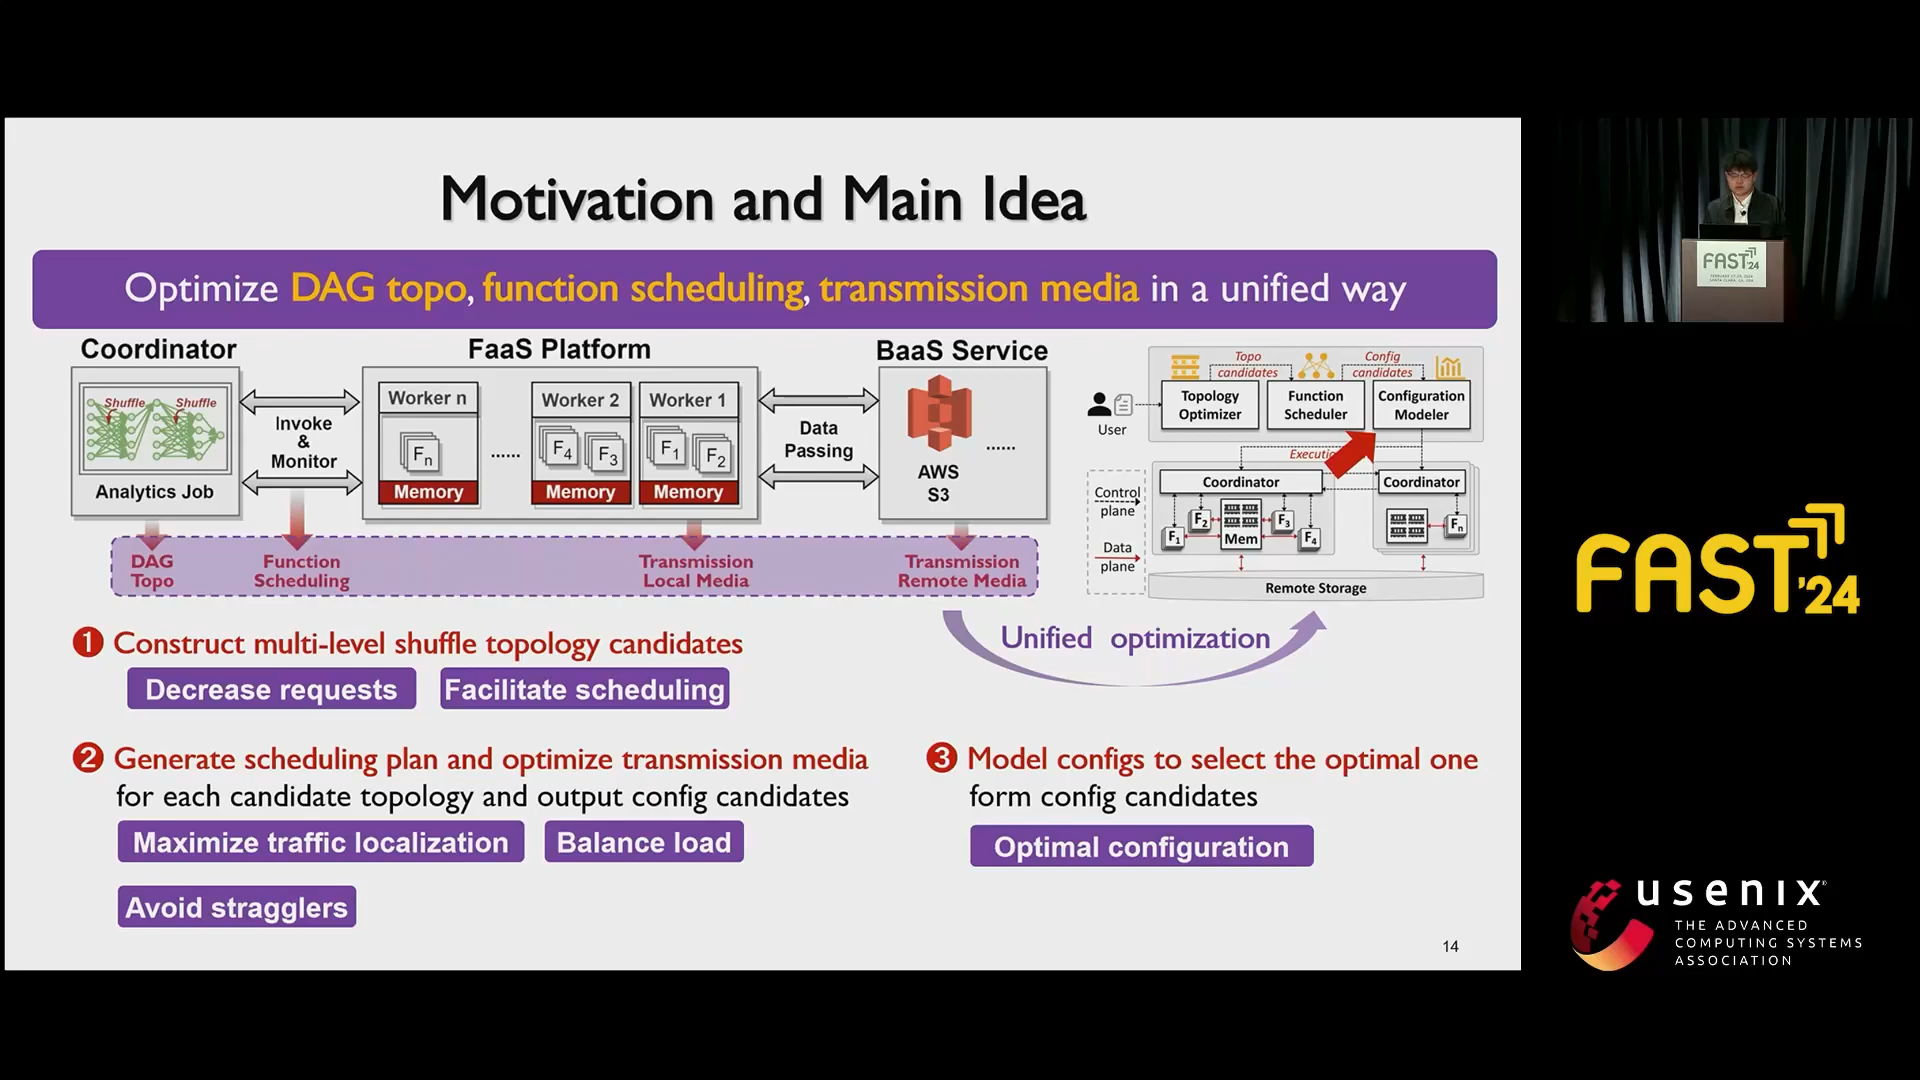 Motivation and Main Idea
Optimize DAG topo, function scheduling, transmission media in a unified way
Coordinator
FaaS Platform
BaaS Service
Shuffle
Shuffle
Analytics Job
Invoke
&
Monitor
Worker n
Fn
Memory
......
Worker 2
F4
F3
Memory
Worker 1
F1
F2
Memory
Data
Passing
AWS
S3
......
DAG
Topo
Function
Scheduling
Transmission
Local Media
Transmission
Remote Media
Topo
candidates
Config
candidates
User
Topology
Optimizer
Function
Scheduler
Configuration
Modeler
Control
plane
Data
plane
Coordinator
F1
F2
Mem
F3
F4
Coordinator
Fn
Remote Storage
Unified optimization
1 Construct multi-level shuffle topology candidates
Decrease requests
Facilitate scheduling
2 Generate scheduling plan and optimize transmission media
for each candidate topology and output config candidates
Maximize traffic localization
Balance load
Avoid stragglers
3 Model configs to select the optimal one
form config candidates
Optimal configuration
14
FAST '24
FAST '24
usenix
THE ADVANCED
COMPUTING SYSTEMS
ASSOCIATION